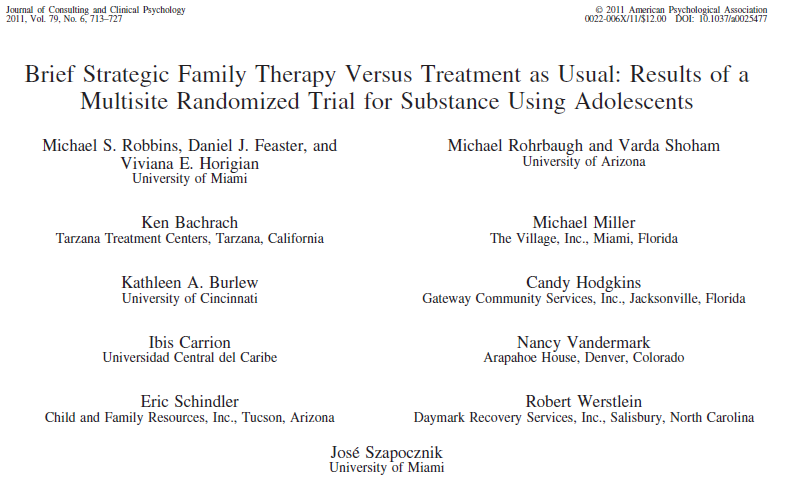 Journal of Consulting and Clinical Psychology
2011, Vol. 79, No. 6, 713–727
© 2011 American Psychological Association
0022-006X/11/$12.00 DOI: 10.1037/a0025477
Brief Strategic Family Therapy Versus Treatment as Usual: Results of a
Multisite Randomized Trial for Substance Using Adolescents
Michael S. Robbins, Daniel J. Feaster, and
Viviana E. Horigian
University of Miami
Michael Rohrbaugh and Varda Shoham
University of Arizona
Ken Bachrach
Tarzana Treatment Centers, Tarzana, California
Michael Miller
The Village, Inc., Miami, Florida
Kathleen A. Burlew
University of Cincinnati
Candy Hodgkins
Gateway Community Services, Inc., Jacksonville, Florida
Ibis Carrion
Universidad Central del Caribe
Nancy Vandermark
Arapahoe House, Denver, Colorado
Eric Schindler
Child and Family Resources, Inc., Tucson, Arizona
Robert Werstlein
Daymark Recovery Services, Inc., Salisbury, North Carolina
José Szapocznik
University of Miami